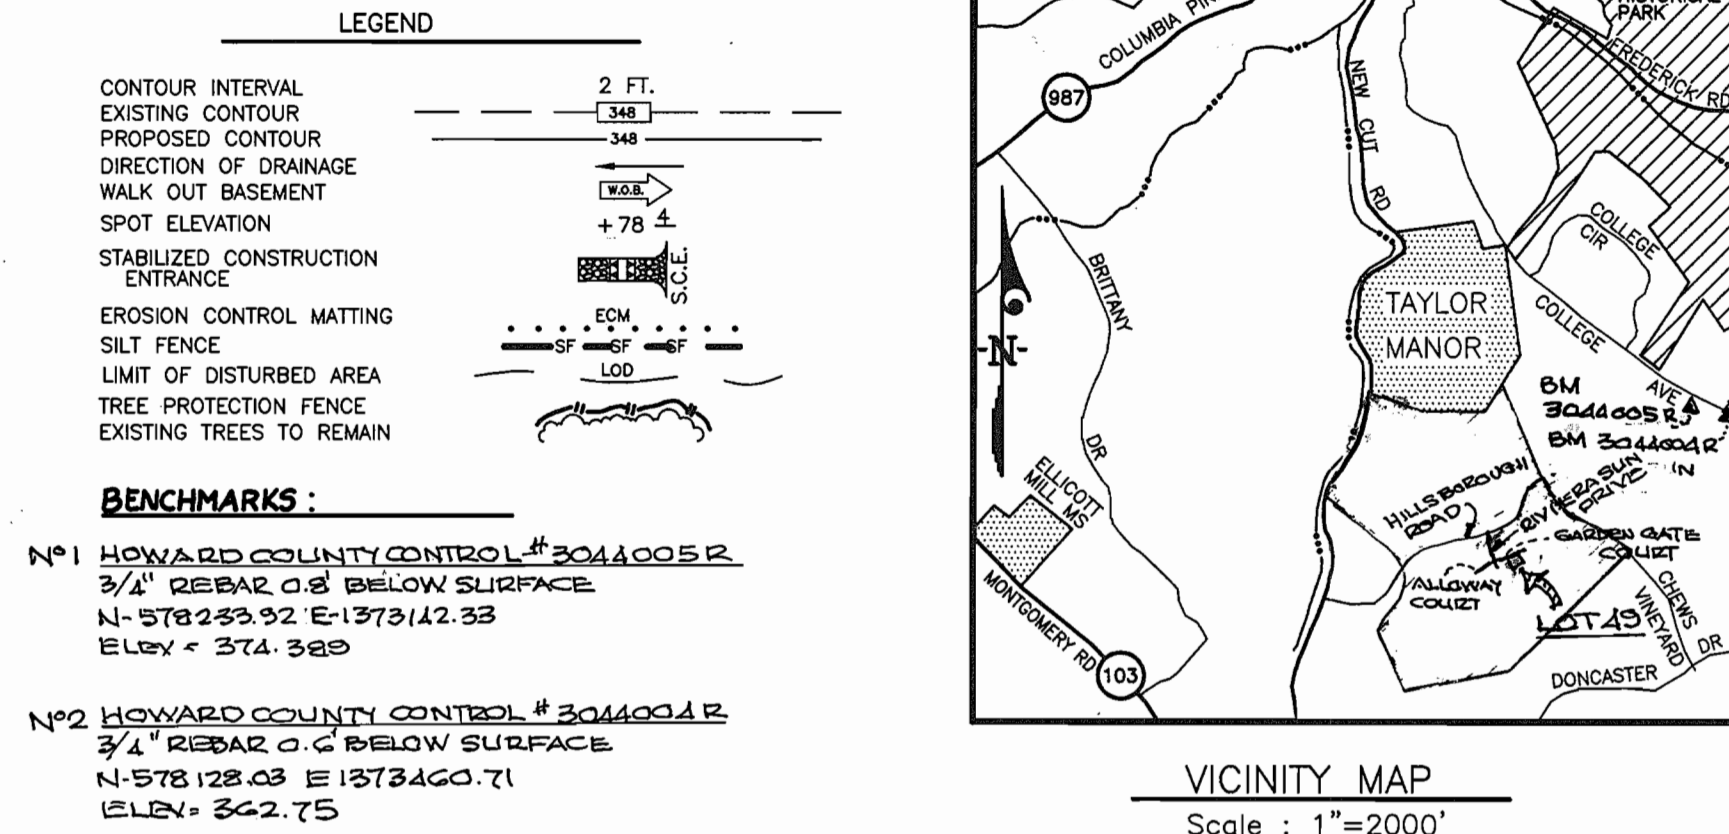 LEGEND
CONTOUR INTERVAL 2 FT.
EXISTING CONTOUR 348
PROPOSED CONTOUR 348
DIRECTION OF DRAINAGE
WALK OUT BASEMENT W.O.B.
SPOT ELEVATION +78 4
STABILIZED CONSTRUCTION
ENTRANCE
S.C.E.
EROSION CONTROL MATTING ECM
SILT FENCE SF SF SF
LIMIT OF DISTURBED AREA LOD
TREE PROTECTION FENCE
EXISTING TREES TO REMAIN
BENCHMARKS :
Nº1 HOWARD COUNTY CONTROL # 3044005R
3/4" REBAR 0.8' BELOW SURFACE
N-578233.92 E-1373142.33
ELEV = 374.389
Nº2 HOWARD COUNTY CONTROL # 3044004R
3/4" REBAR 0.6' BELOW SURFACE
N-578128.03 E 1373460.71
ELEV= 362.75
COLUMBIA
987
NEW CUT RD
PARK
FREDERICK RD
COLLEGE
CIR
BRITTANY
DR
-N-
TAYLOR
MANOR
COLLEGE
AVE
BM
3044005R
BM 3044004R
ELLICOTT
MILL MS
HILLSBOROUGH
ROAD
RIVIERA SUN
DRIVE
GARDEN GATE
COURT
ALLOWAY
COURT
LOT 49
CHEWS
VINEYARD
DR
DONCASTER
MONTGOMERY RD
103
VICINITY MAP
Scale : 1"=2000'